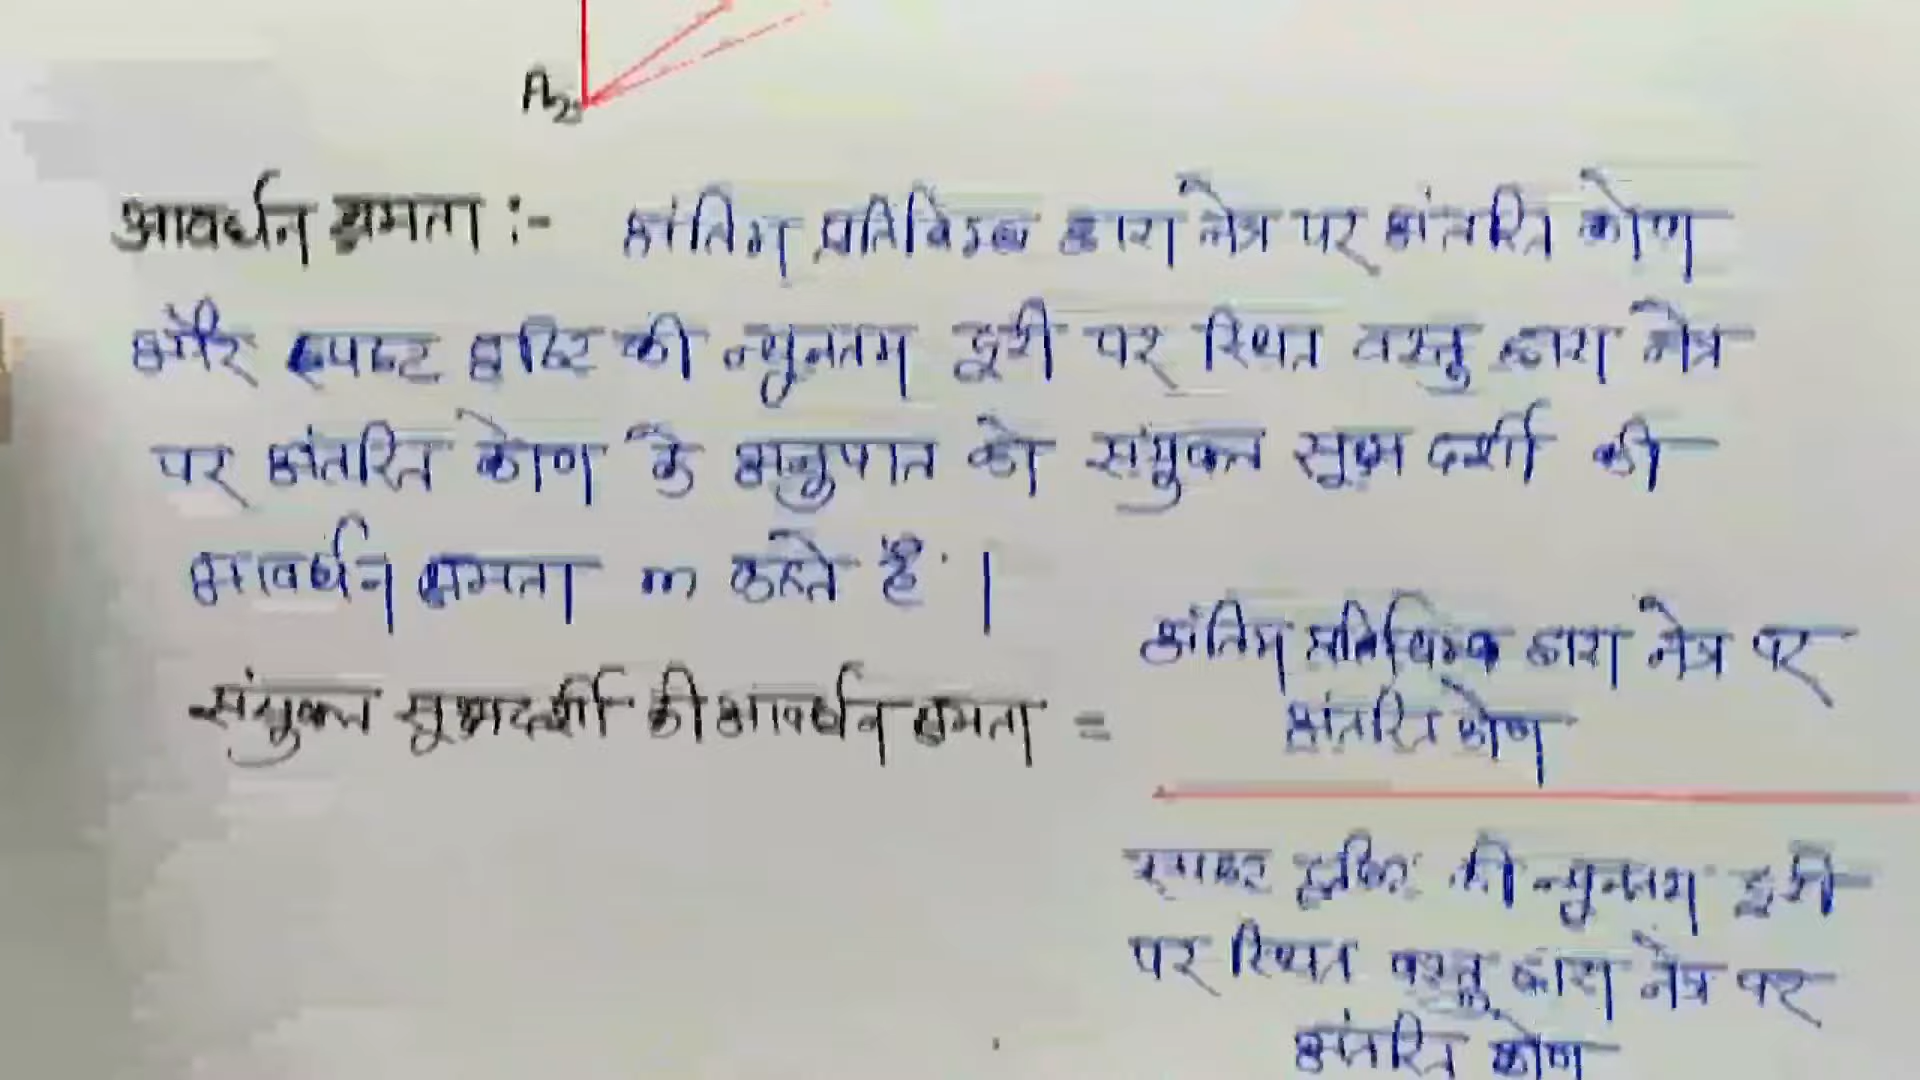 A2
आवर्धन क्षमता :- अंतिम प्रतिबिम्ब द्वारा नेत्र पर अंतरित कोण
और स्पष्ट दृष्टि की न्यूनतम दूरी पर स्थित वस्तु द्वारा नेत्र
पर अंतरित कोण के अनुपात को संयुक्त सूक्ष्म दर्शी की
आवर्धन क्षमता m कहते हैं।
अंतिम प्रतिबिम्ब द्वारा नेत्र पर
संयुक्त सूक्ष्मदर्शी की आवर्धन क्षमता = अंतरित कोण
स्पष्ट दृष्टि की न्यूनतम दूरी
पर स्थित वस्तु द्वारा नेत्र पर
अंतरित कोण